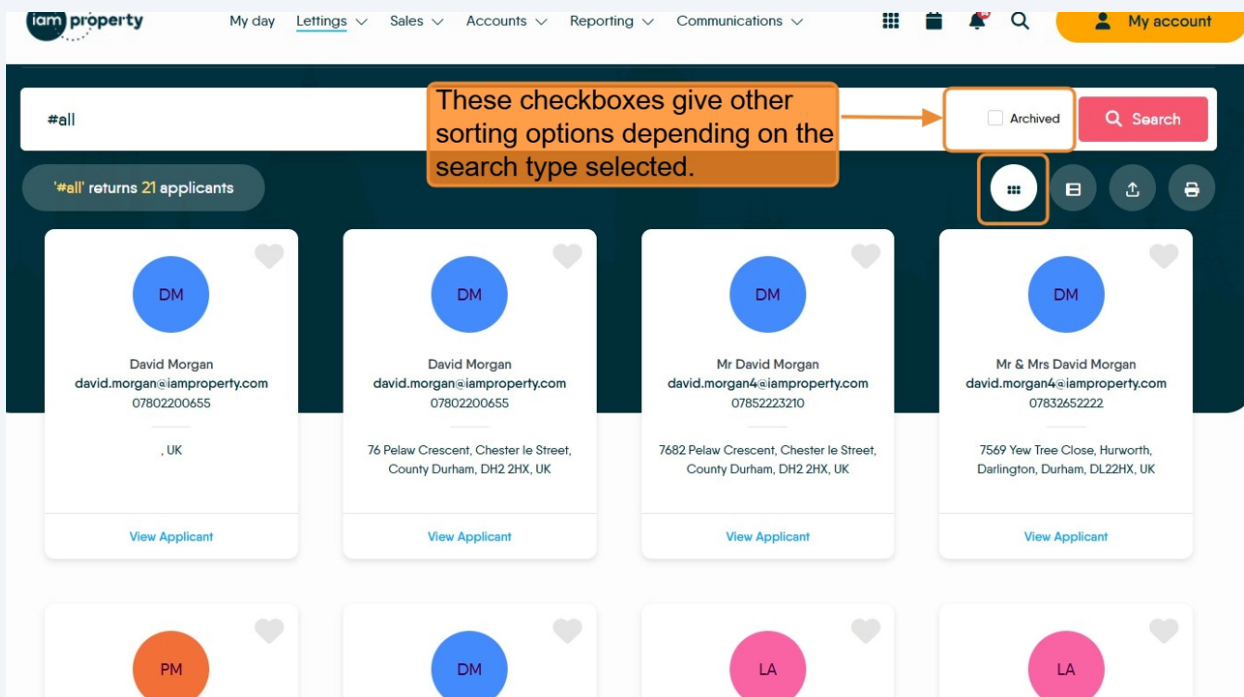 iam property
My day Lettings Sales Accounts Reporting Communications My account
#all
These checkboxes give other
sorting options depending on the
search type selected.
Archived Search
'#all' returns 21 applicants
DM DM DM DM
David Morgan David Morgan Mr David Morgan Mr & Mrs David Morgan
david.morgan@iamproperty.com david.morgan@iamproperty.com david.morgan4@iamproperty.com david.morgan4@iamproperty.com
07802200655 07802200655 07852223210 07832652222
, UK 76 Pelaw Crescent, Chester le Street, 7682 Pelaw Crescent, Chester le Street, 7569 Yew Tree Close, Hurworth,
County Durham, DH2 2HX, UK County Durham, DH2 2HX, UK Darlington, Durham, DL22HX, UK
View Applicant View Applicant View Applicant View Applicant
PM DM LA LA